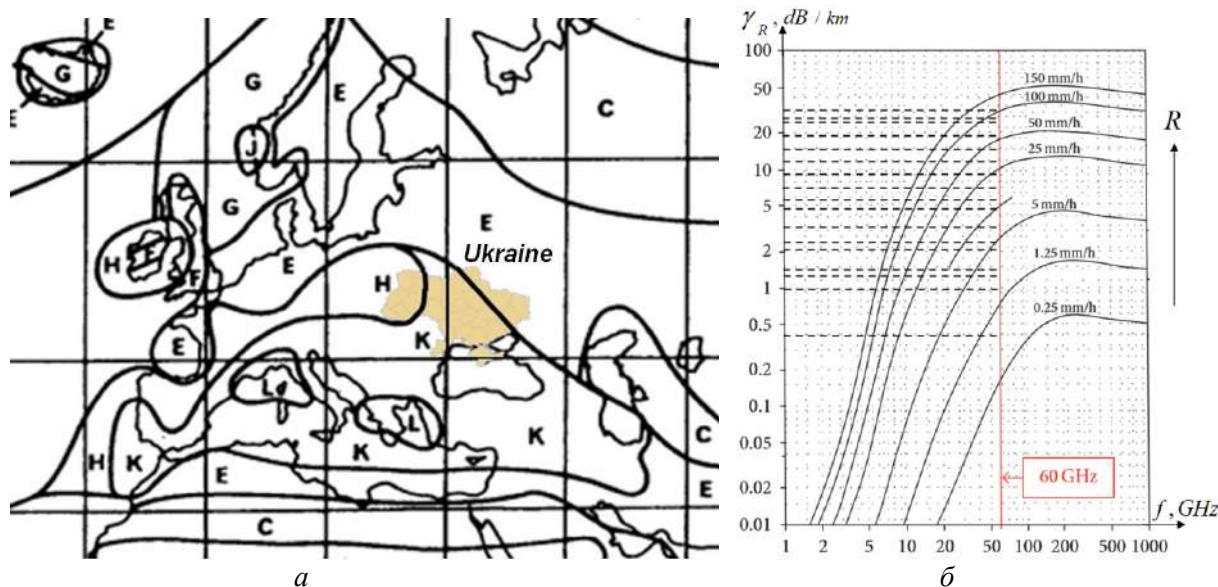 E
G
E
G
E
C
J
G
E
Ukraine
H
F
F
E
H
E
K
L
L
H
K
K
K
C
E
E
C
а
γ_R, dB / km
100
50
20
10
5
2
1
0.5
0.2
0.1
0.05
0.02
0.01
150 mm/h
100 mm/h
50 mm/h
25 mm/h
5 mm/h
1.25 mm/h
0.25 mm/h
R
60 GHz
f, GHz
1 2 5 10 20 50 100 200 500 1000
б